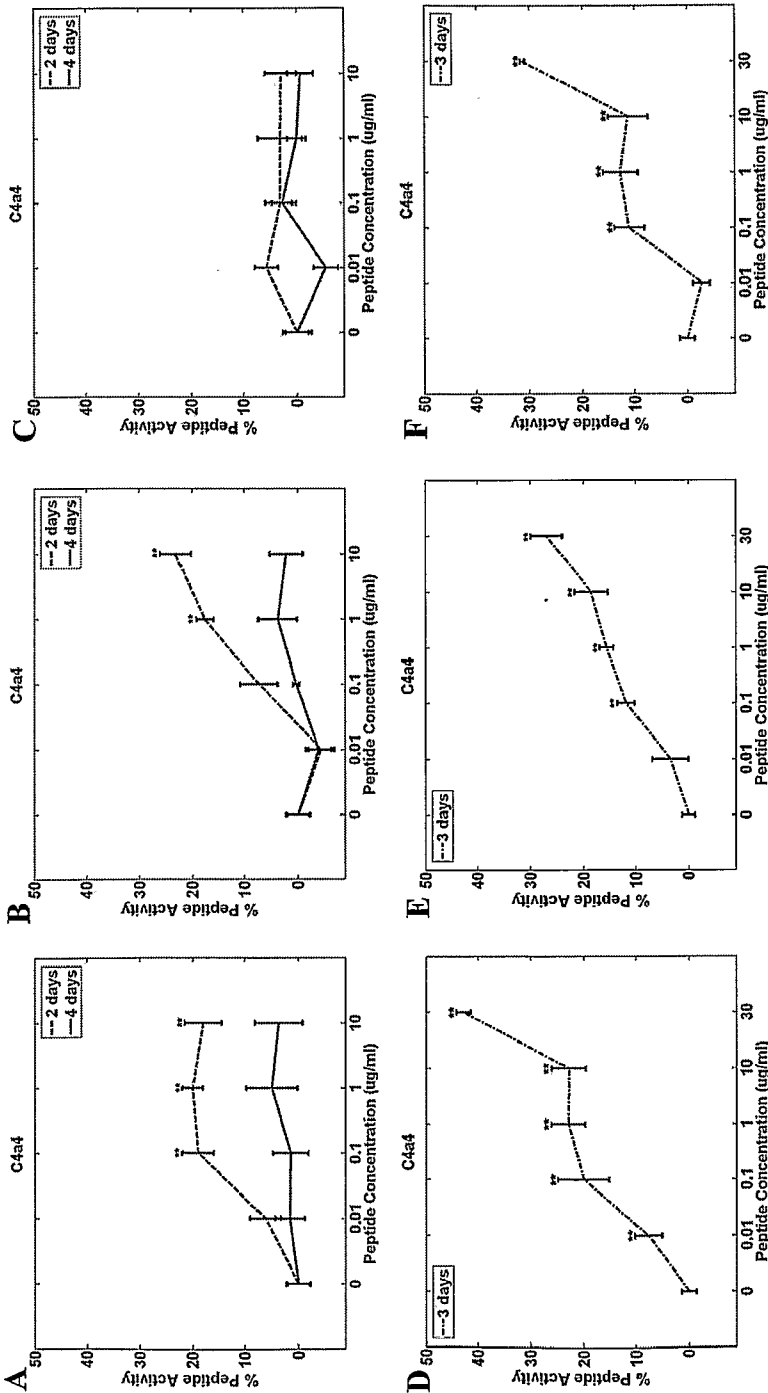 A
C4a4
--2 days
—4 days
% Peptide Activity
50
40
30
20
10
0
** ** **
0 0.01 0.1 1 10
Peptide Concentration (ug/ml)
B
C4a4
--2 days
—4 days
% Peptide Activity
50
40
30
20
10
0
** **
0 0.01 0.1 1 10
Peptide Concentration (ug/ml)
C
C4a4
--2 days
—4 days
% Peptide Activity
50
40
30
20
10
0
0 0.01 0.1 1 10
Peptide Concentration (ug/ml)
D
C4a4
---3 days
% Peptide Activity
50
40
30
20
10
0
** ** ** ** **
0 0.01 0.1 1 10 30
Peptide Concentration (ug/ml)
E
C4a4
---3 days
% Peptide Activity
50
40
30
20
10
0
** ** ** **
0 0.01 0.1 1 10 30
Peptide Concentration (ug/ml)
F
C4a4
---3 days
% Peptide Activity
50
40
30
20
10
0
** ** ** **
0 0.01 0.1 1 10 30
Peptide Concentration (ug/ml)